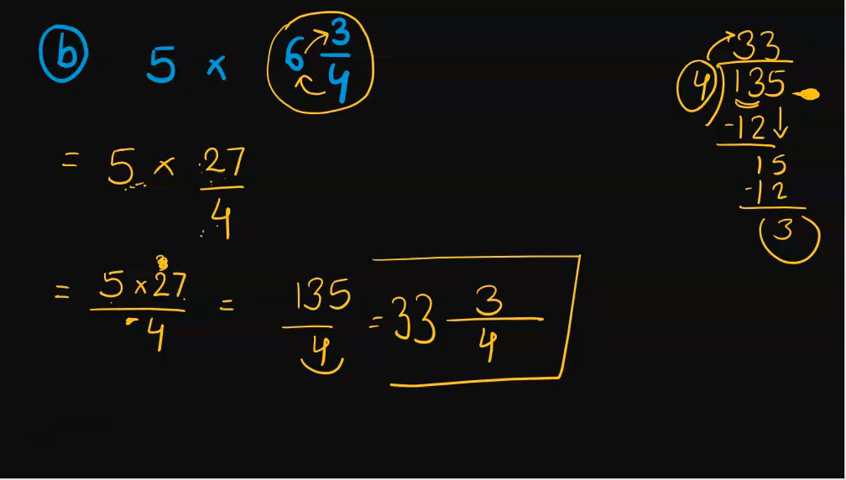 b 5 × 6 3/4
= 5 × 27/4
= 5 × 27/4 = 135/4 = 33 3/4
33
4 135
-12
15
-12
3